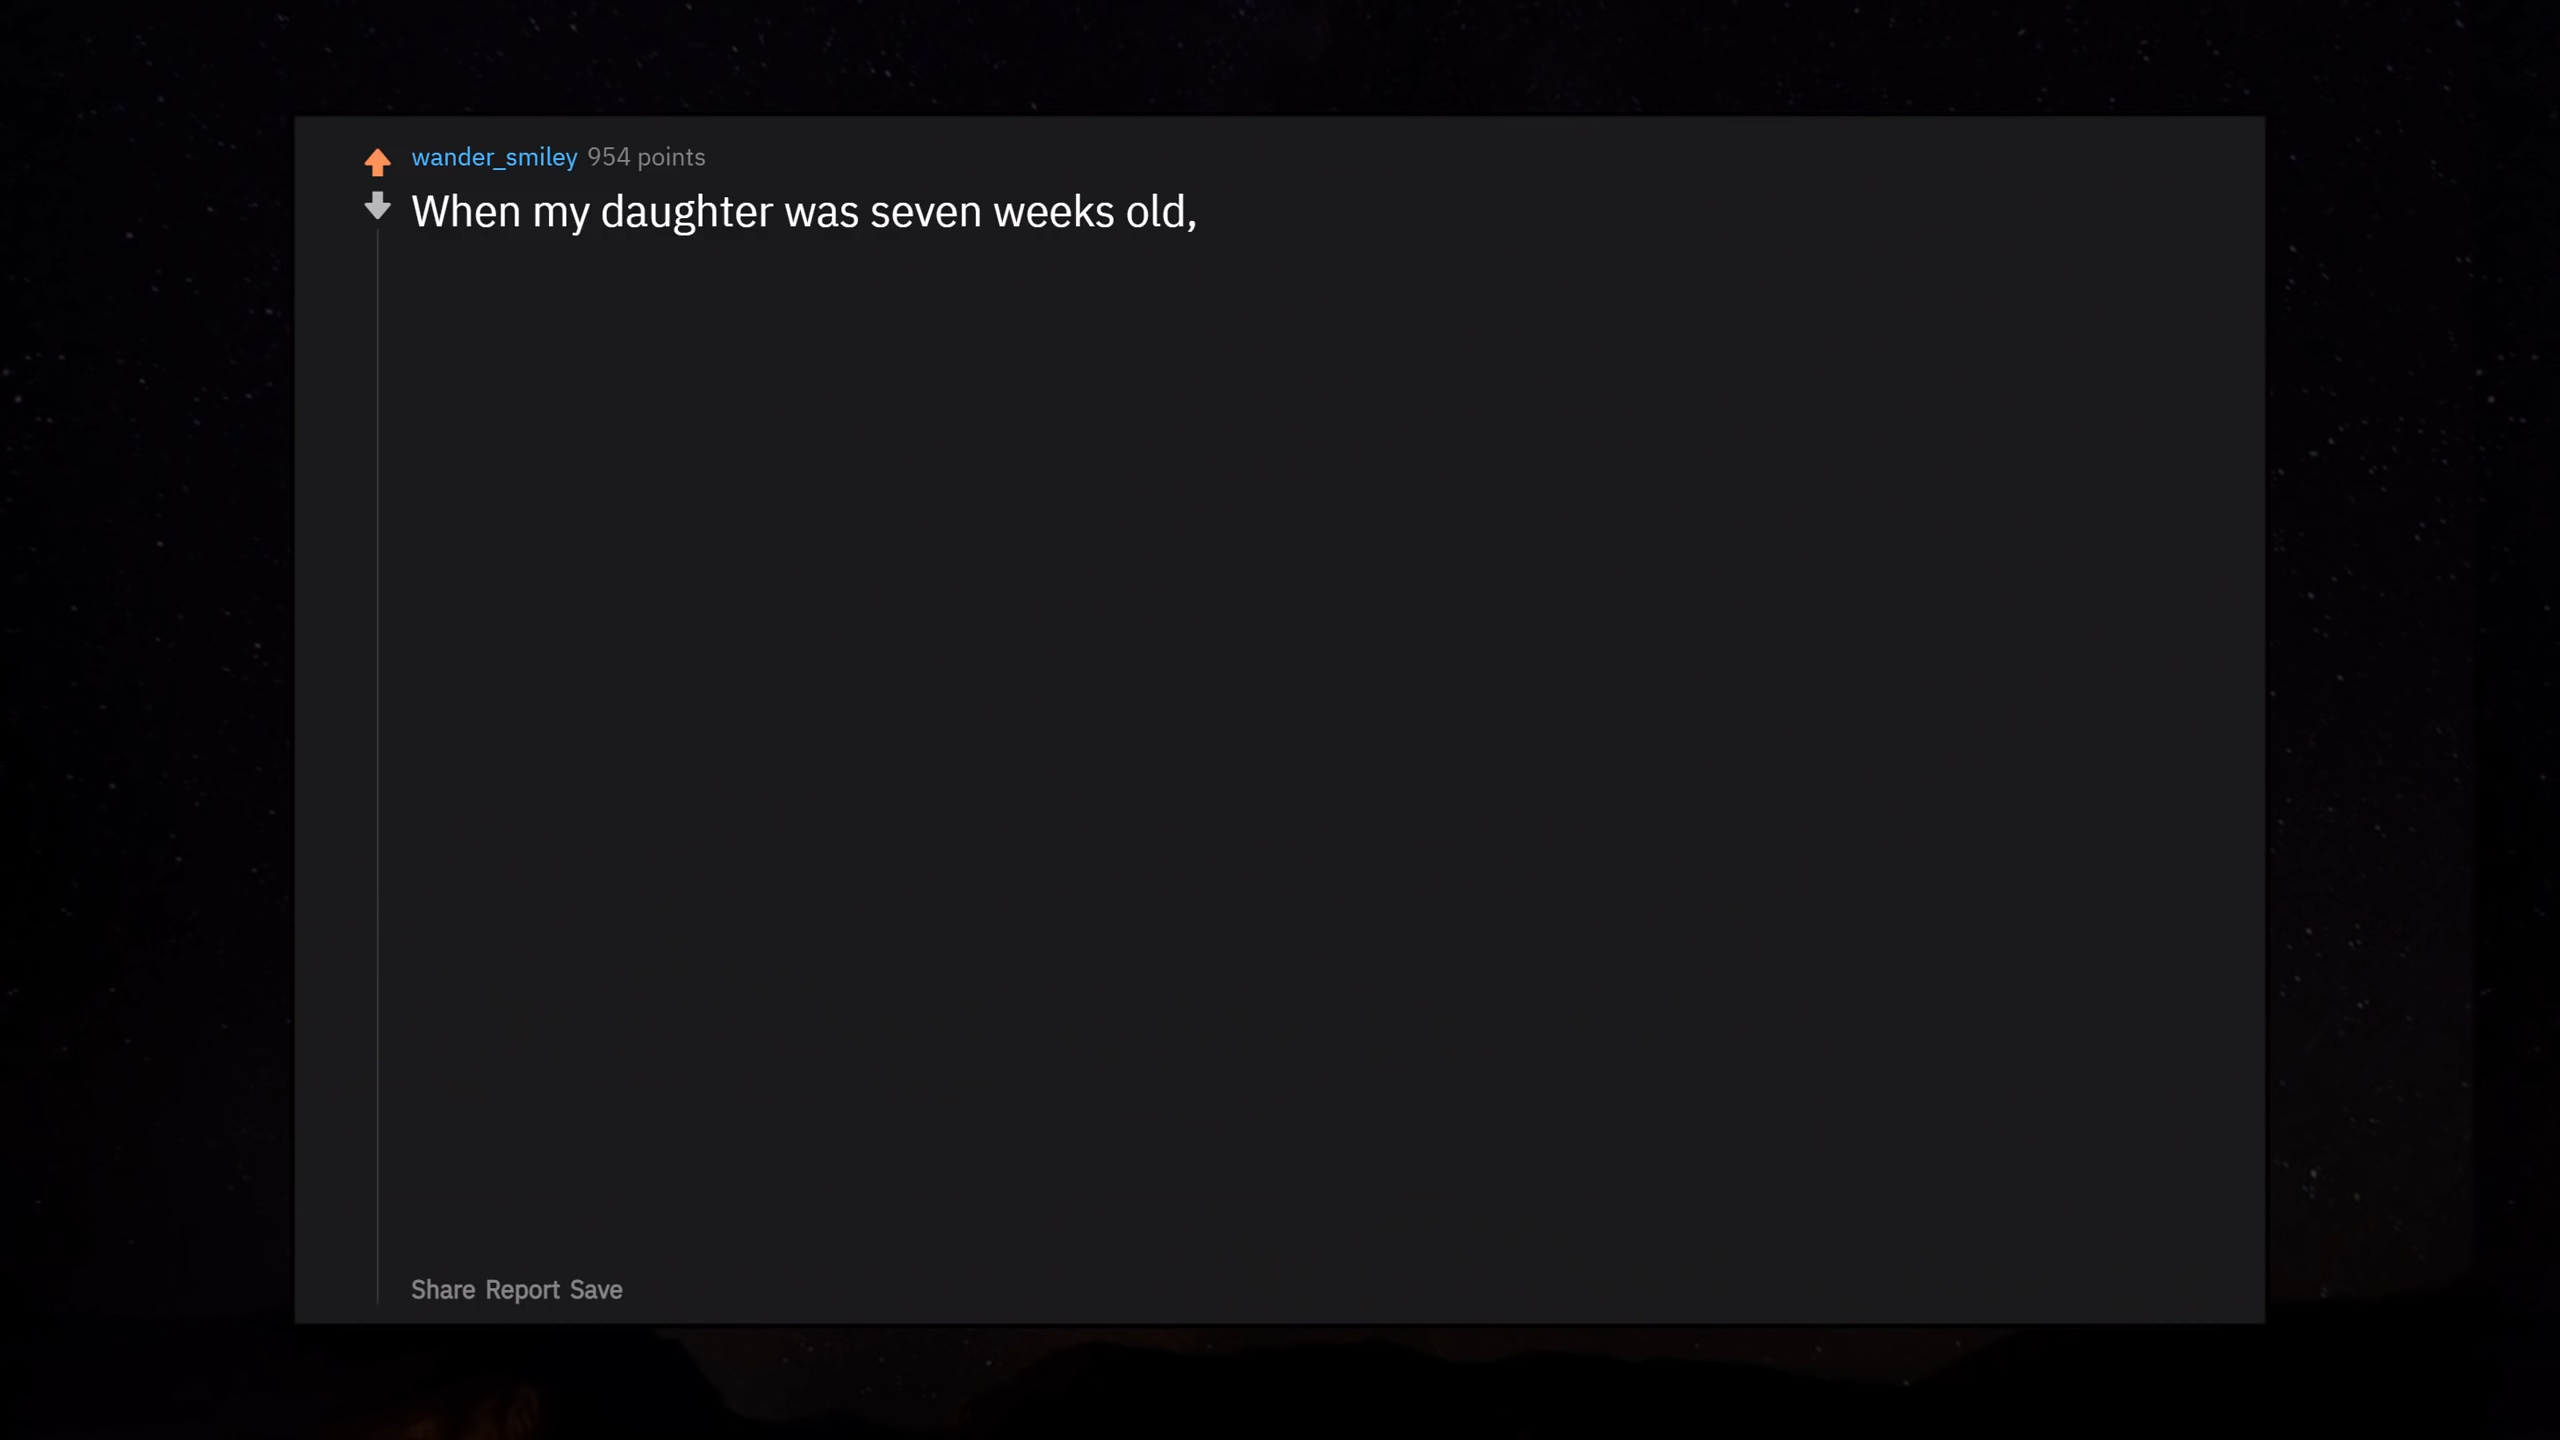 wander_smiley 954 points
When my daughter was seven weeks old,
Share Report Save